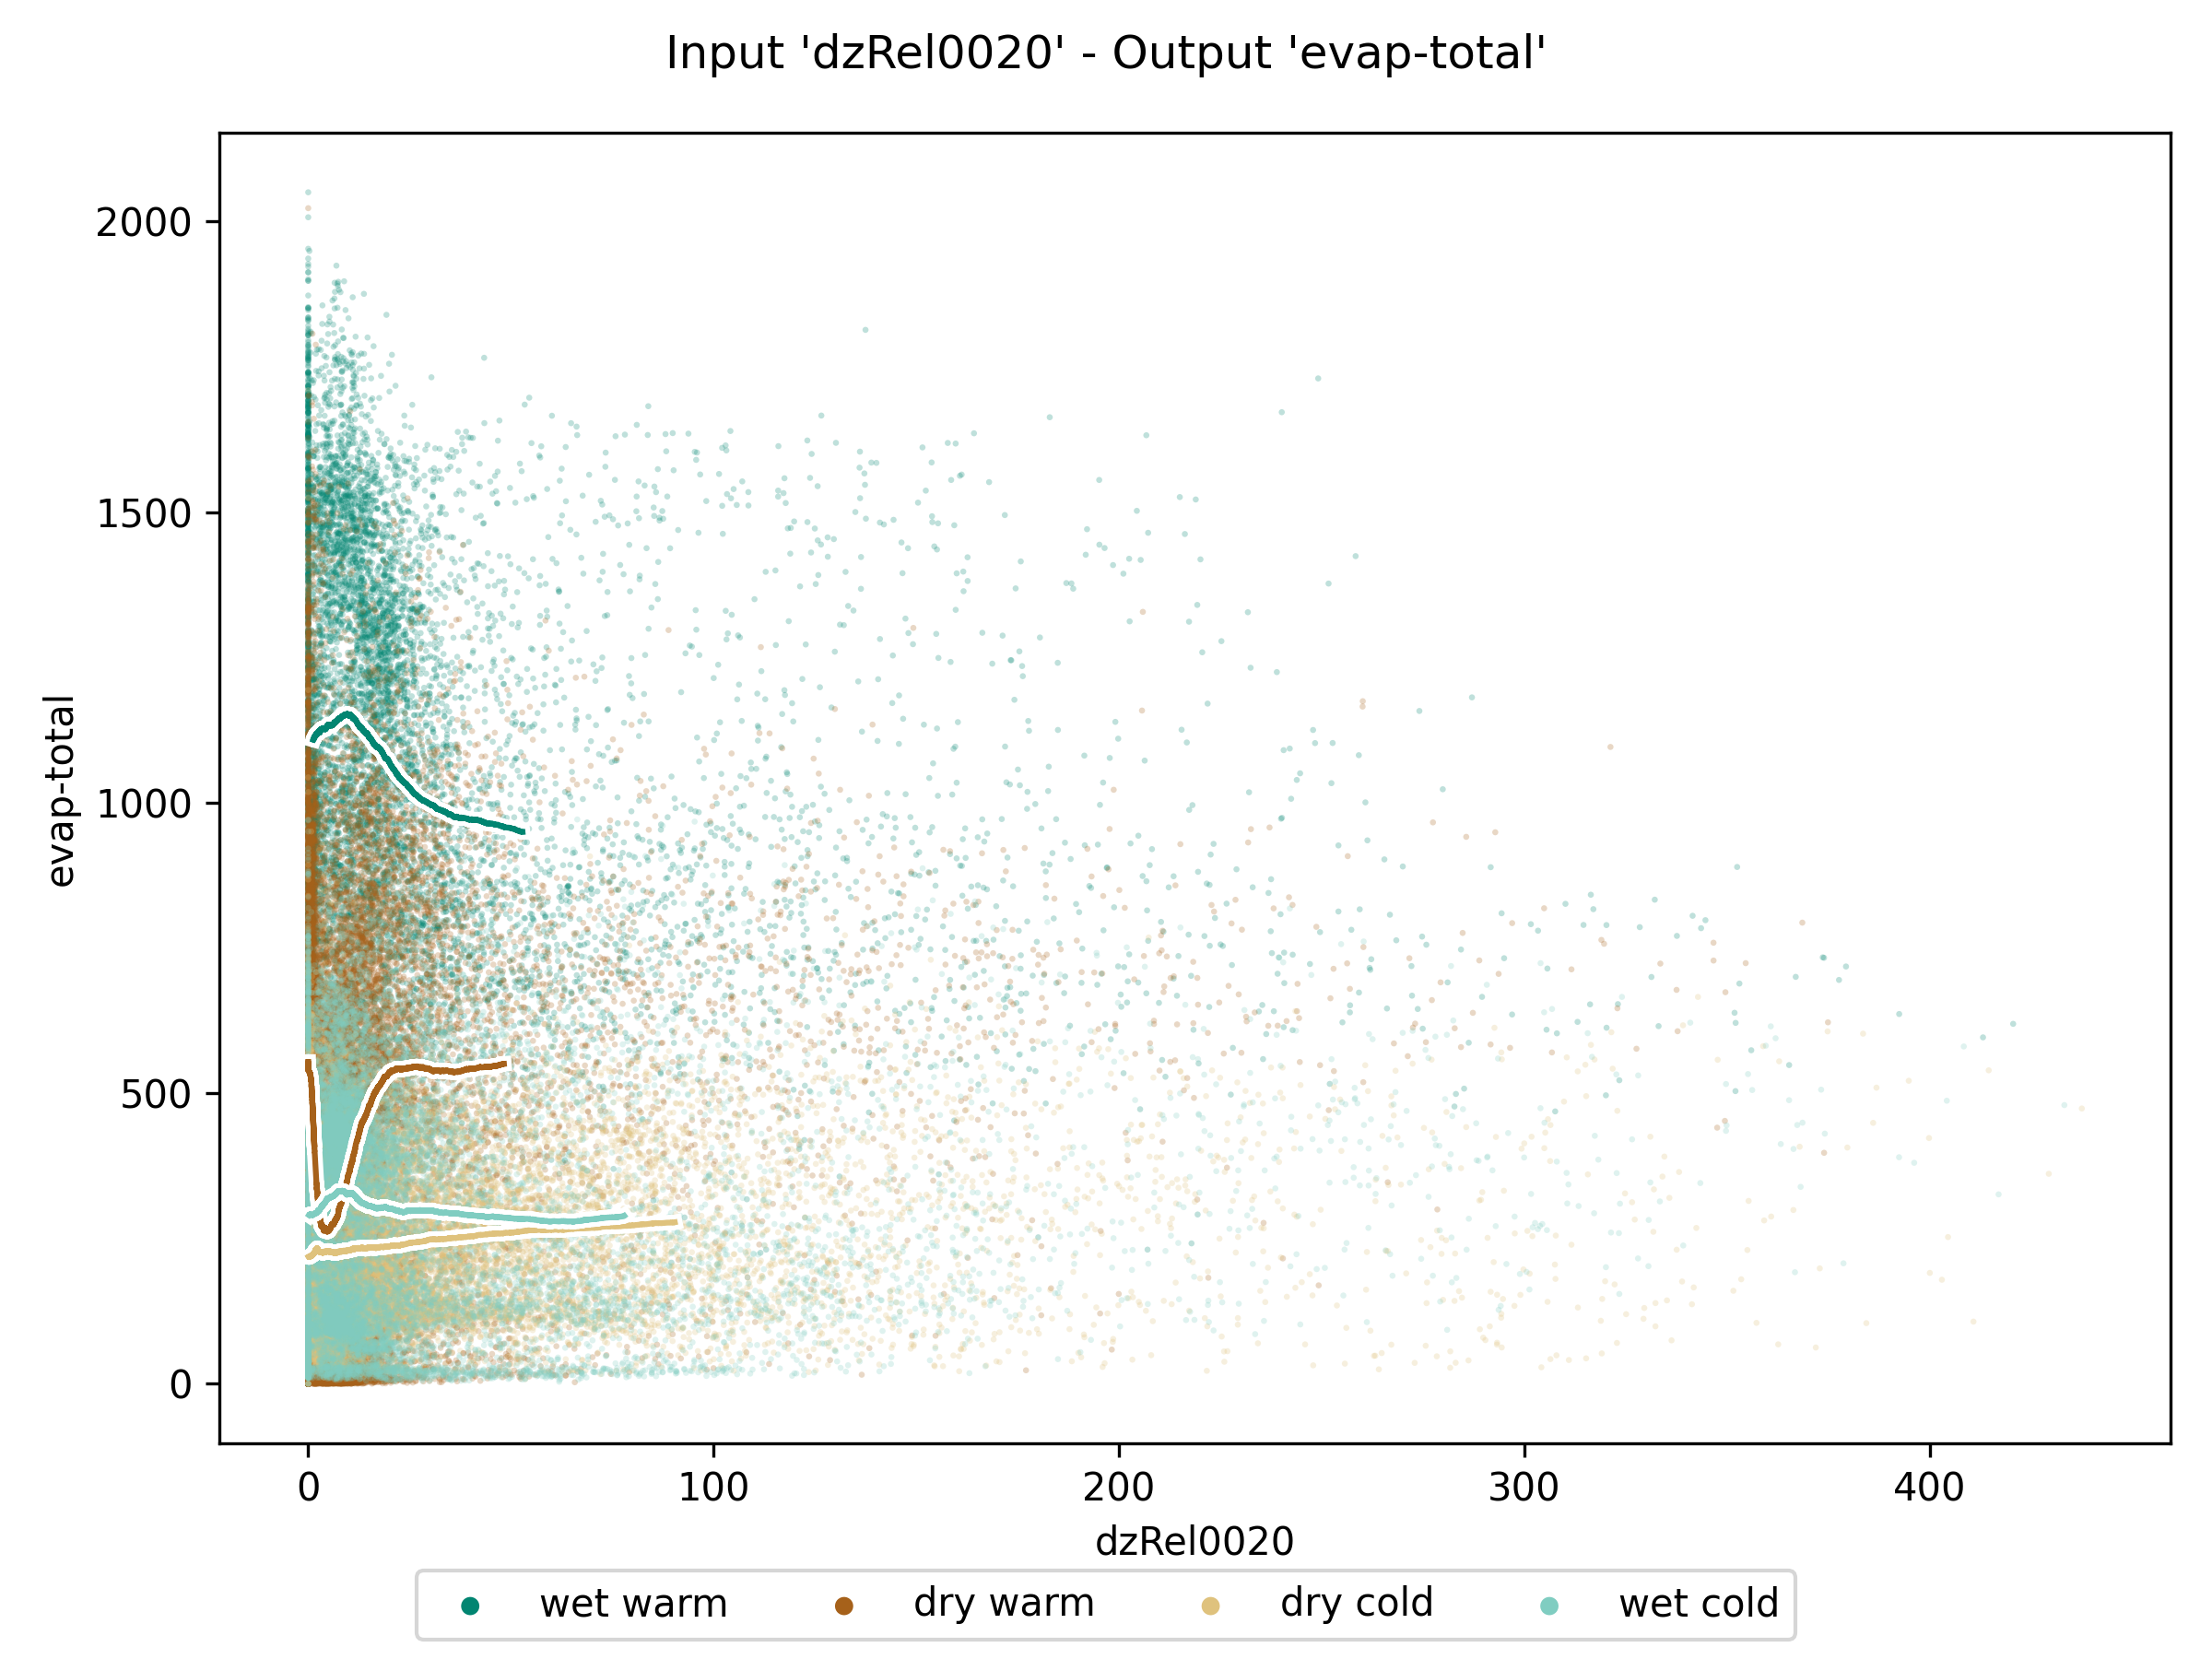 Input 'dzRel0020' - Output 'evap-total'
evap-total
2000
1500
1000
500
0
0 100 200 300 400
dzRel0020
wet warm dry warm dry cold wet cold